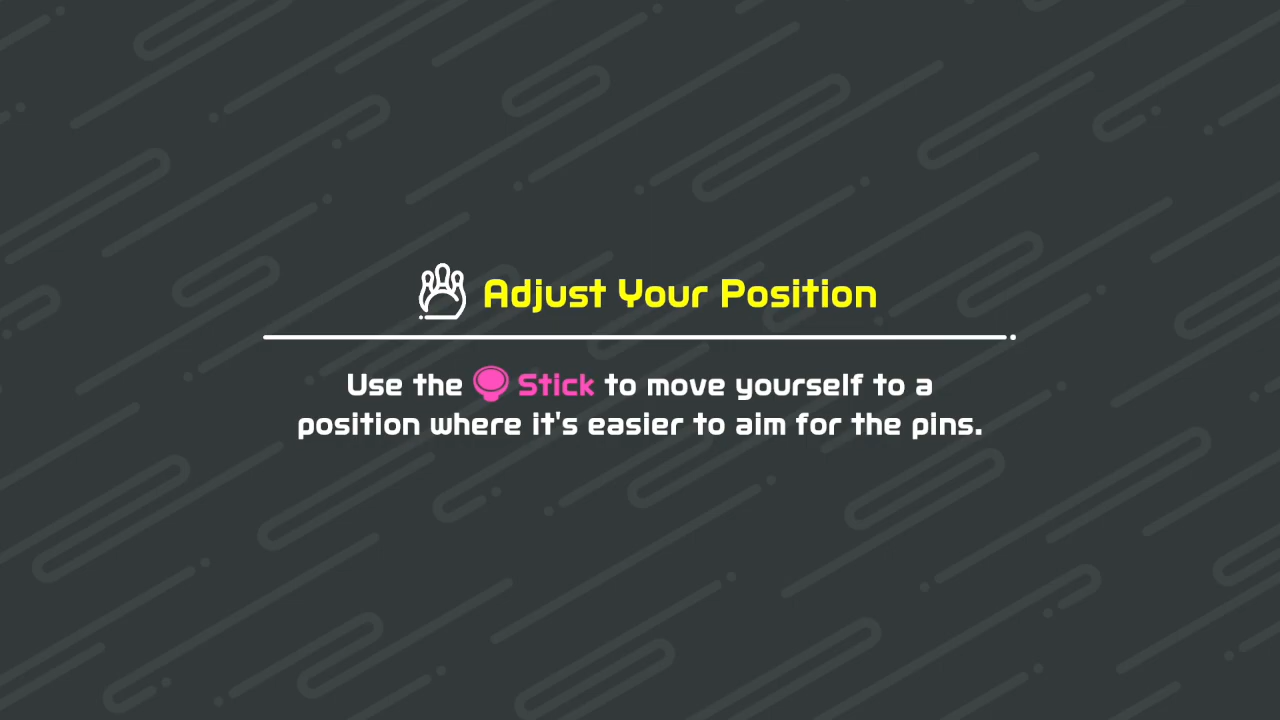 Adjust Your Position
Use the Stick to move yourself to a
position where it's easier to aim for the pins.